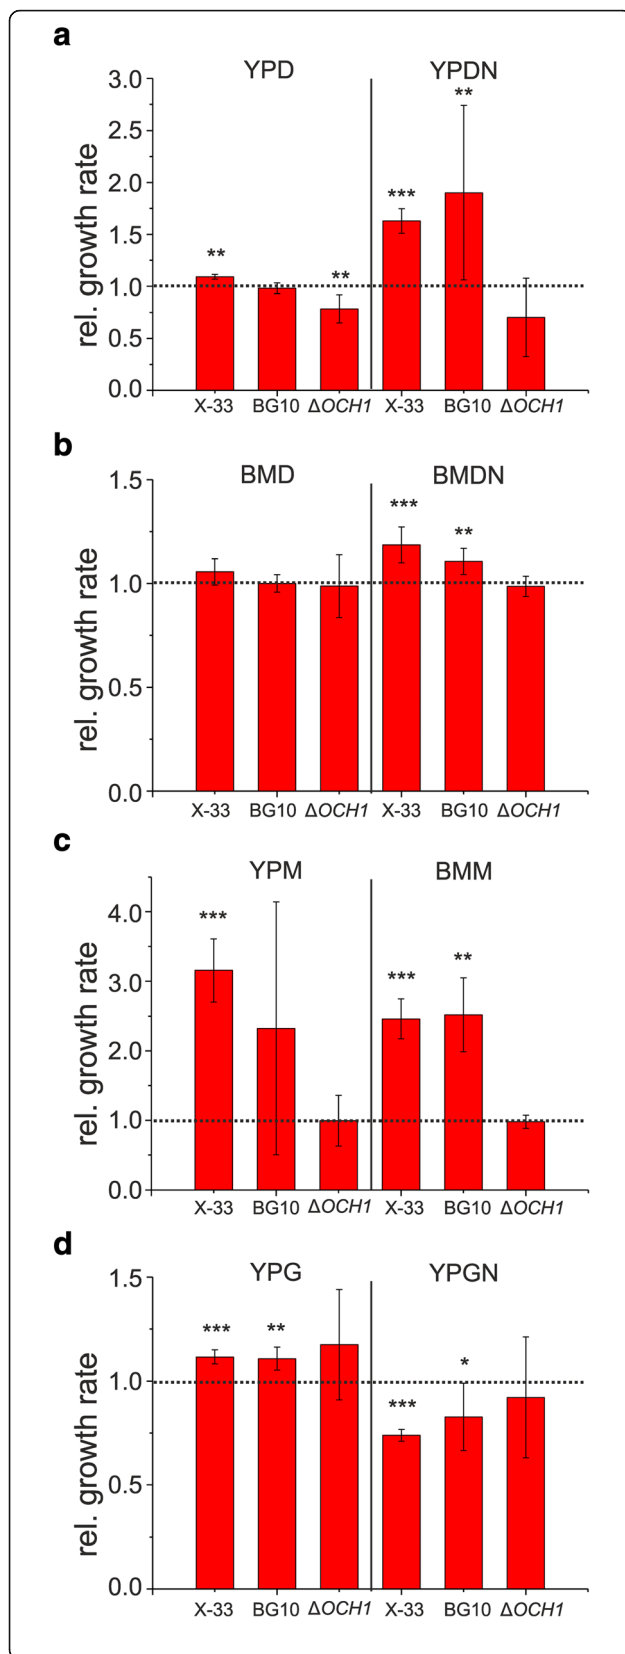 a
YPD YPDN
rel. growth rate
3.0
2.5
2.0
1.5
1.0
0.5
0.0
** ** *** **
X-33 BG10 ΔOCH1 X-33 BG10 ΔOCH1
b
BMD BMDN
rel. growth rate
1.5
1.0
0.5
0.0
*** **
X-33 BG10 ΔOCH1 X-33 BG10 ΔOCH1
c
YPM BMM
rel. growth rate
4.0
3.0
2.0
1.0
0.0
*** *** **
X-33 BG10 ΔOCH1 X-33 BG10 ΔOCH1
d
YPG YPGN
rel. growth rate
1.5
1.0
0.5
0.0
*** ** *** *
X-33 BG10 ΔOCH1 X-33 BG10 ΔOCH1